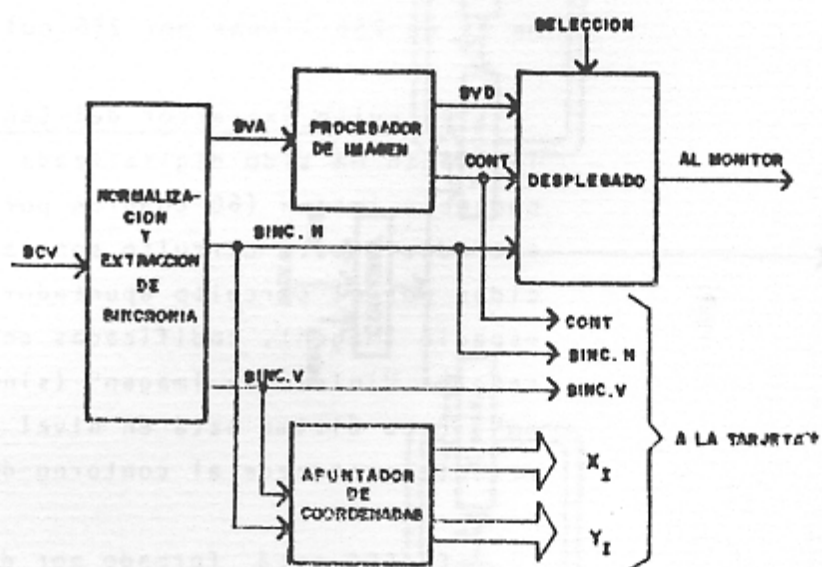 SELECCION
SVA
PROCESADOR
DE IMAGEN
SVD
CONT
DESPLEGADO
AL MONITOR
NORMALIZA-
CION
Y
EXTRACCION
DE
SINCRONIA
SCV
SINC. H
CONT
SINC. H
SINC.V
SINC.V
A LA TARJETA
APUNTADOR
DE
COORDENADAS
X I
Y I